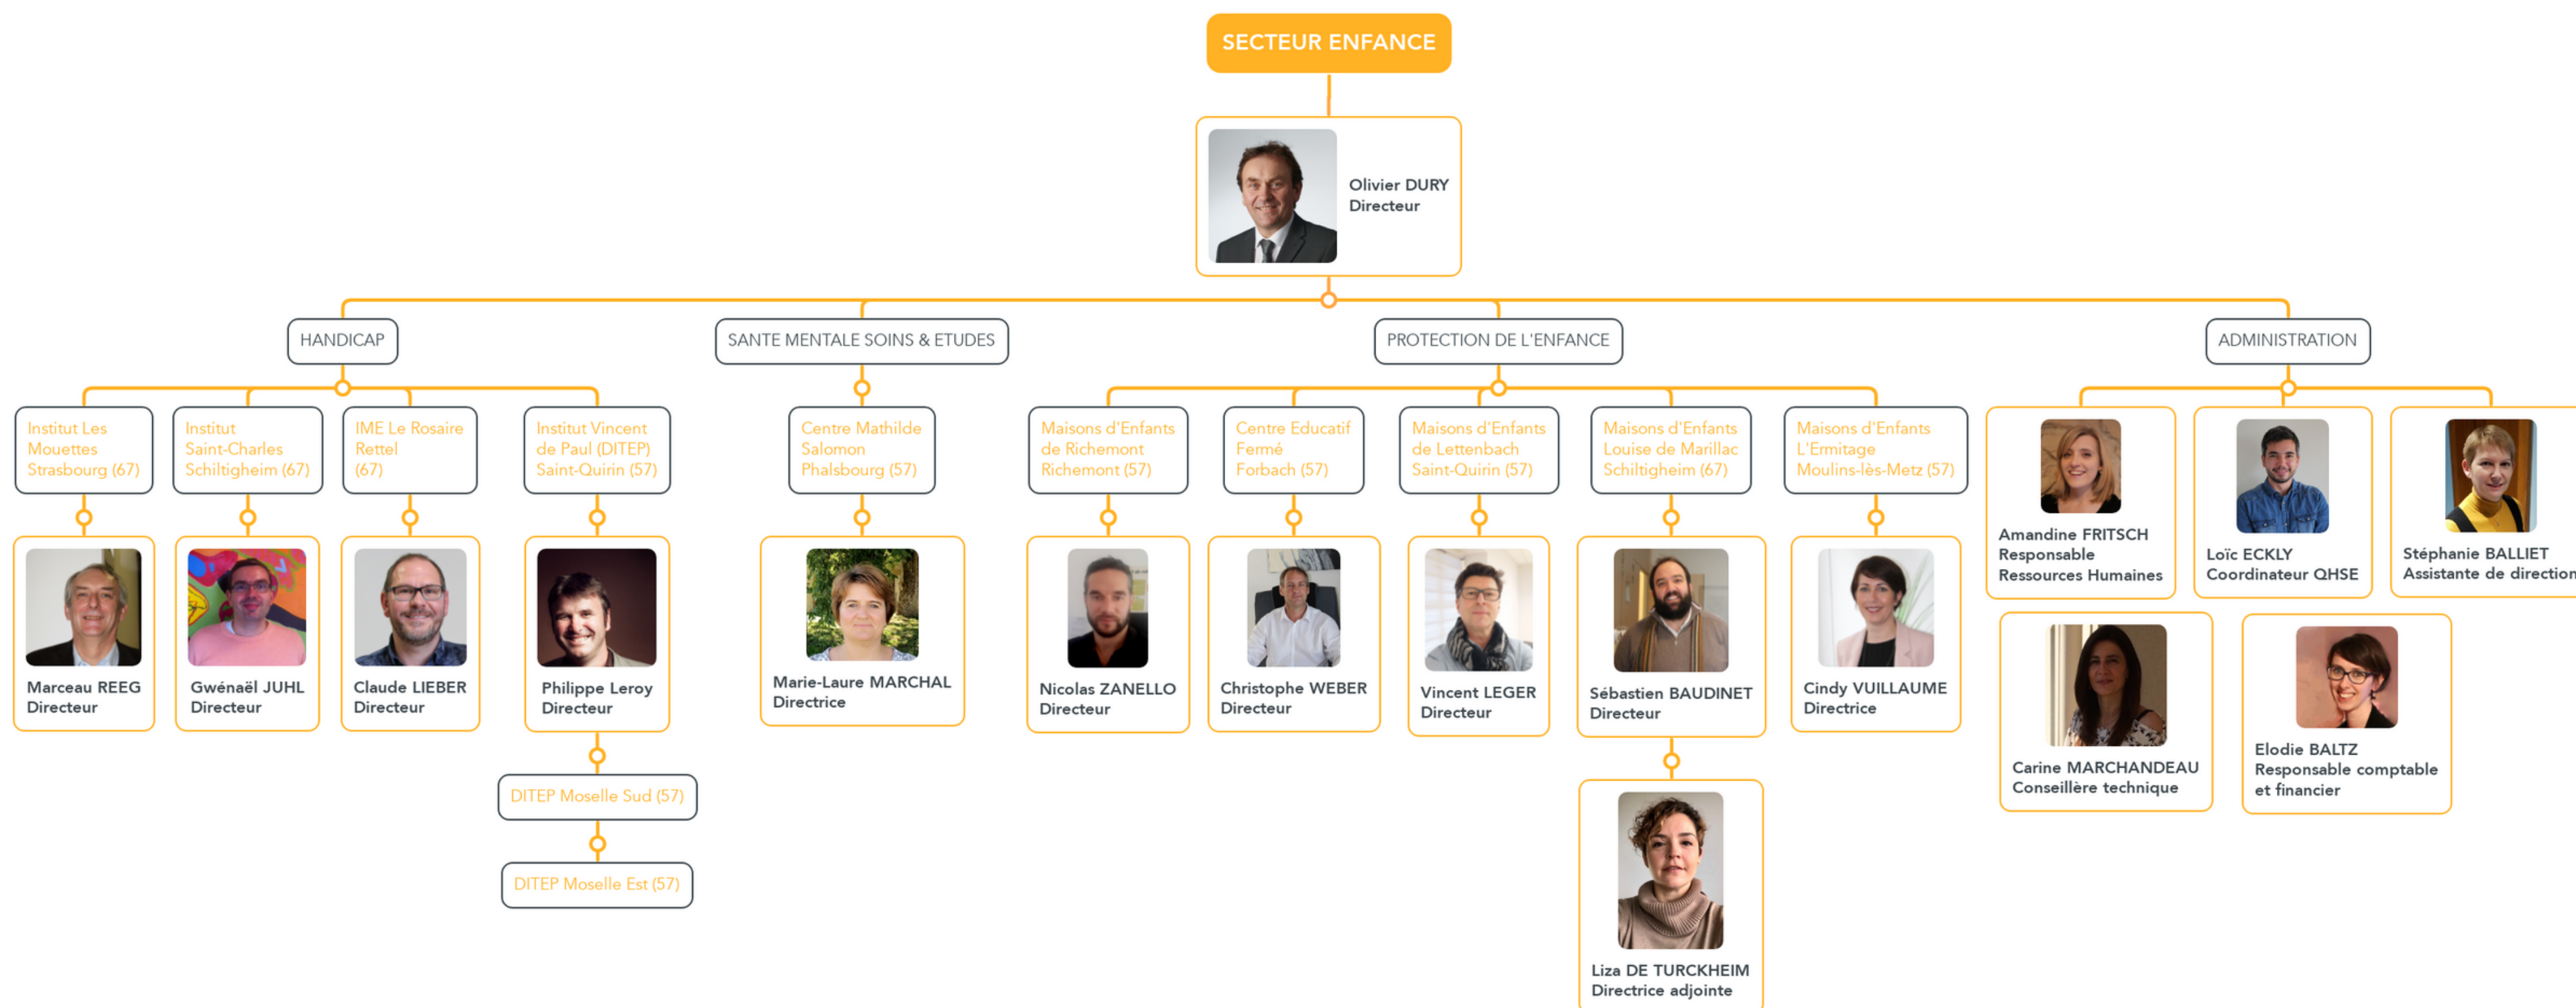 SECTEUR ENFANCE
Olivier DURY
Directeur
HANDICAP
SANTE MENTALE SOINS & ETUDES
PROTECTION DE L'ENFANCE
ADMINISTRATION
Institut Les
Mouettes
Strasbourg (67)
Institut
Saint-Charles
Schiltigheim (67)
IME Le Rosaire
Rettel
(67)
Institut Vincent
de Paul (DITEP)
Saint-Quirin (57)
Centre Mathilde
Salomon
Phalsbourg (57)
Maisons d'Enfants
de Richemont
Richemont (57)
Centre Educatif
Fermé
Forbach (57)
Maisons d'Enfants
de Lettenbach
Saint-Quirin (57)
Maisons d'Enfants
Louise de Marillac
Schiltigheim (67)
Maisons d'Enfants
L'Ermitage
Moulins-lès-Metz (57)
Amandine FRITSCH
Responsable
Ressources Humaines
Loïc ECKLY
Coordinateur QHSE
Stéphanie BALLIET
Assistante de direction
Marceau REEG
Directeur
Gwénaël JUHL
Directeur
Claude LIEBER
Directeur
Philippe Leroy
Directeur
Marie-Laure MARCHAL
Directrice
Nicolas ZANELLO
Directeur
Christophe WEBER
Directeur
Vincent LEGER
Directeur
Sébastien BAUDINET
Directeur
Cindy VUILLAUME
Directrice
Carine MARCHANDEAU
Conseillère technique
Elodie BALTZ
Responsable comptable
et financier
DITEP Moselle Sud (57)
DITEP Moselle Est (57)
Liza DE TURCKHEIM
Directrice adjointe